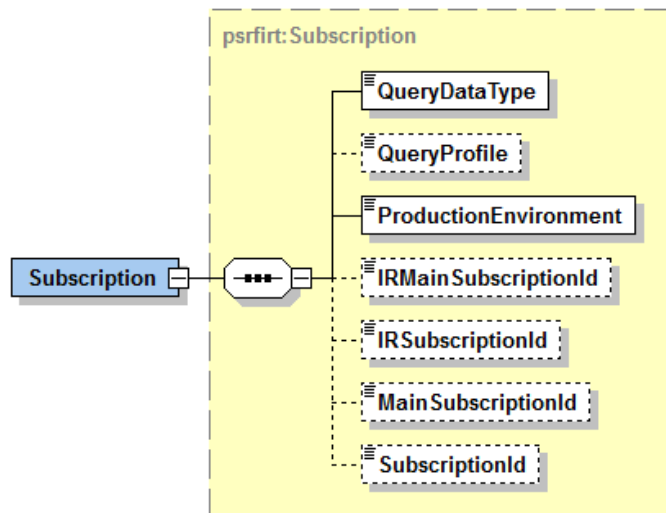 psrfirt:Subscription
QueryDataType
QueryProfile
ProductionEnvironment
Subscription
IRMainSubscriptionId
IRSubscriptionId
MainSubscriptionId
SubscriptionId